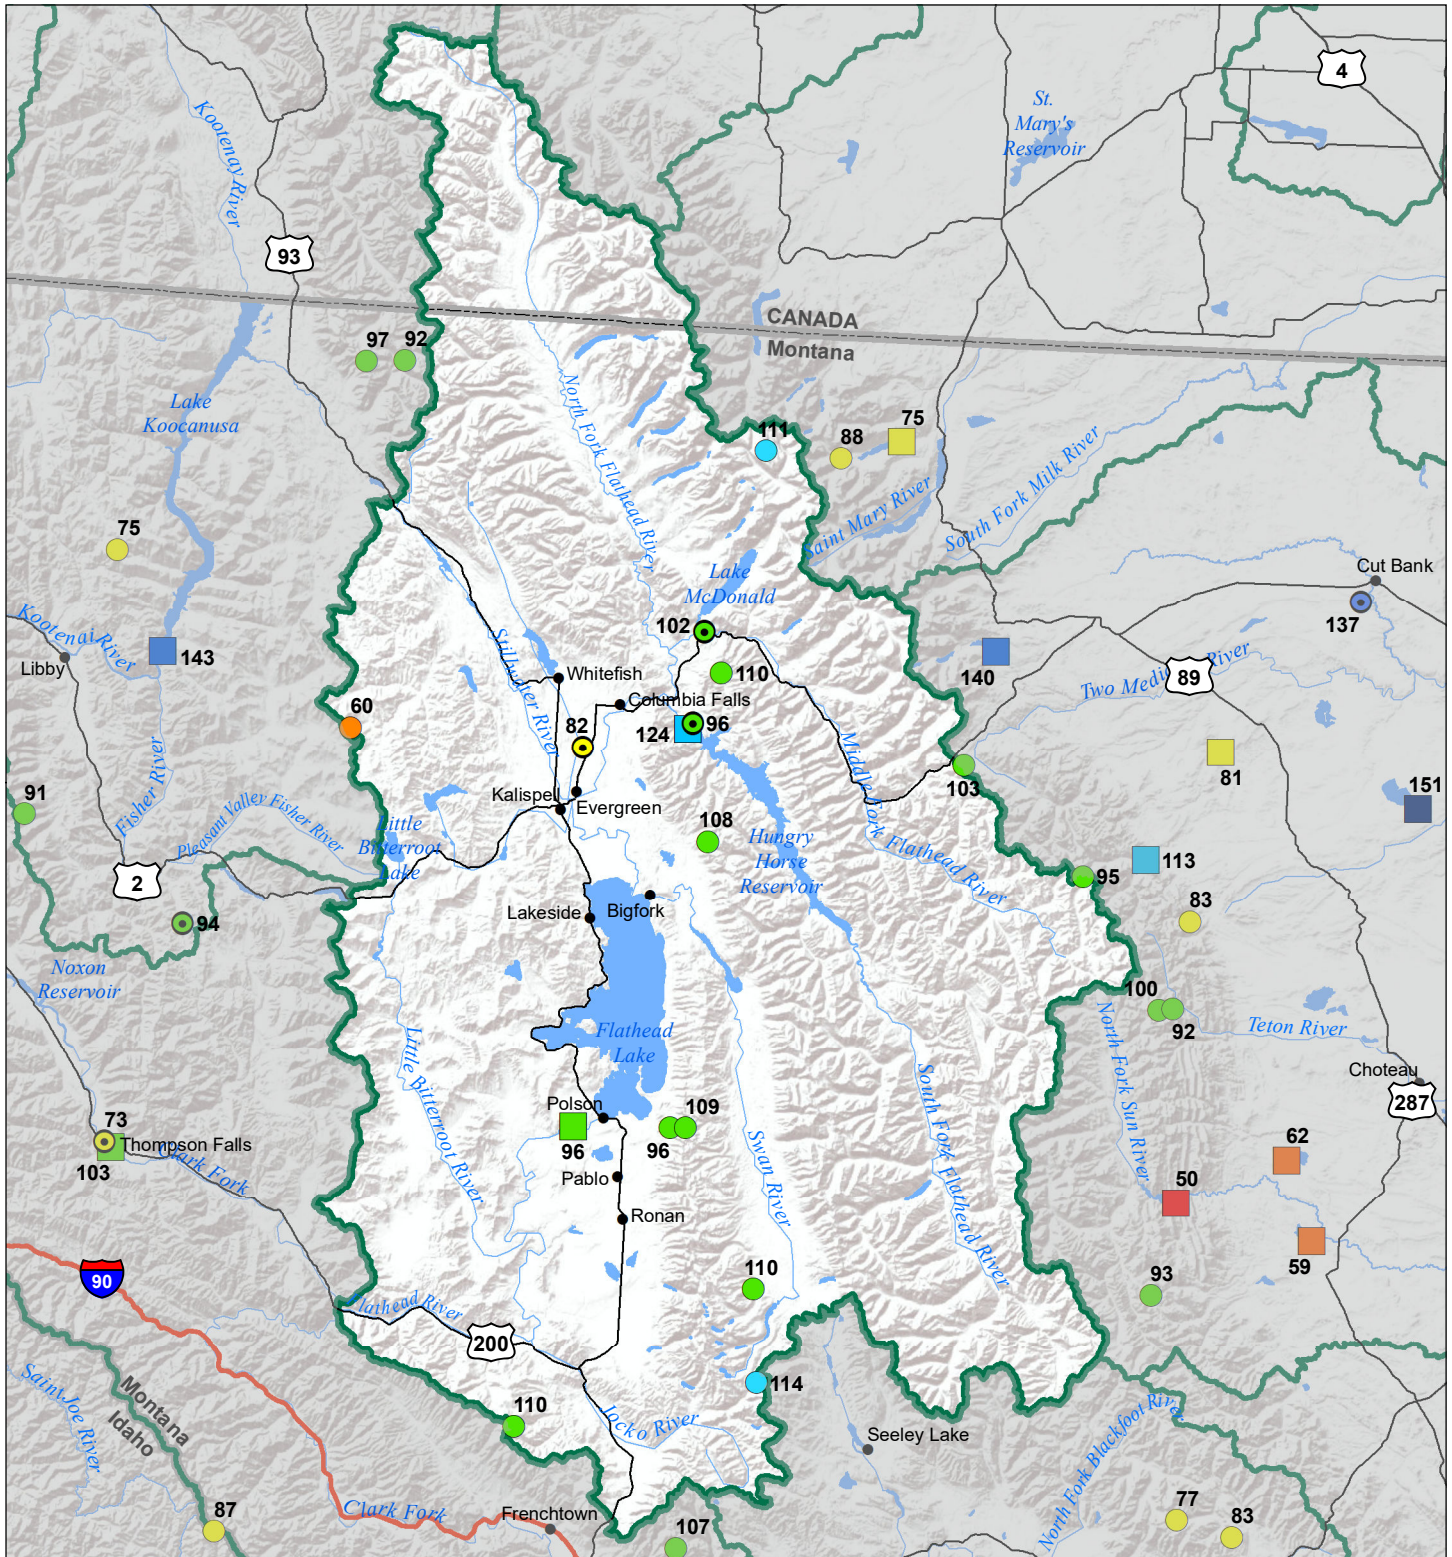 4
St.
Mary's
Reservoir
Kootenay River
93
CANADA
Montana
97
92
Lake
Koocanusa
North Fork Flathead River
111
88
75
Saint Mary River
South Fork Milk River
75
Lake
McDonald
Cut Bank
137
Kootenai River
Libby
143
102
110
140
Two Medicine River
89
Stillwater River
Whitefish
Columbia Falls
60
82
124
96
Middle Fork Flathead River
103
81
151
91
Fisher River
Pleasant Valley Fisher River
Kalispell
Evergreen
Little
Bitterroot
Lake
108
Hungry
Horse
Reservoir
113
95
2
94
Lakeside
Bigfork
83
Noxon
Reservoir
100
92
North Fork Sun River
Teton River
Flathead
Lake
Little Bitterroot River
Choteau
287
South Fork Flathead River
Polson
96
96
109
Swan River
73
Thompson Falls
103
Clark Fork
Pablo
Ronan
62
50
59
90
110
93
Flathead River
200
114
Montana
Idaho
Saint Joe River
110
Jocko River
Seeley Lake
North Fork Blackfoot River
87
Clark Fork
Frenchtown
107
77
83